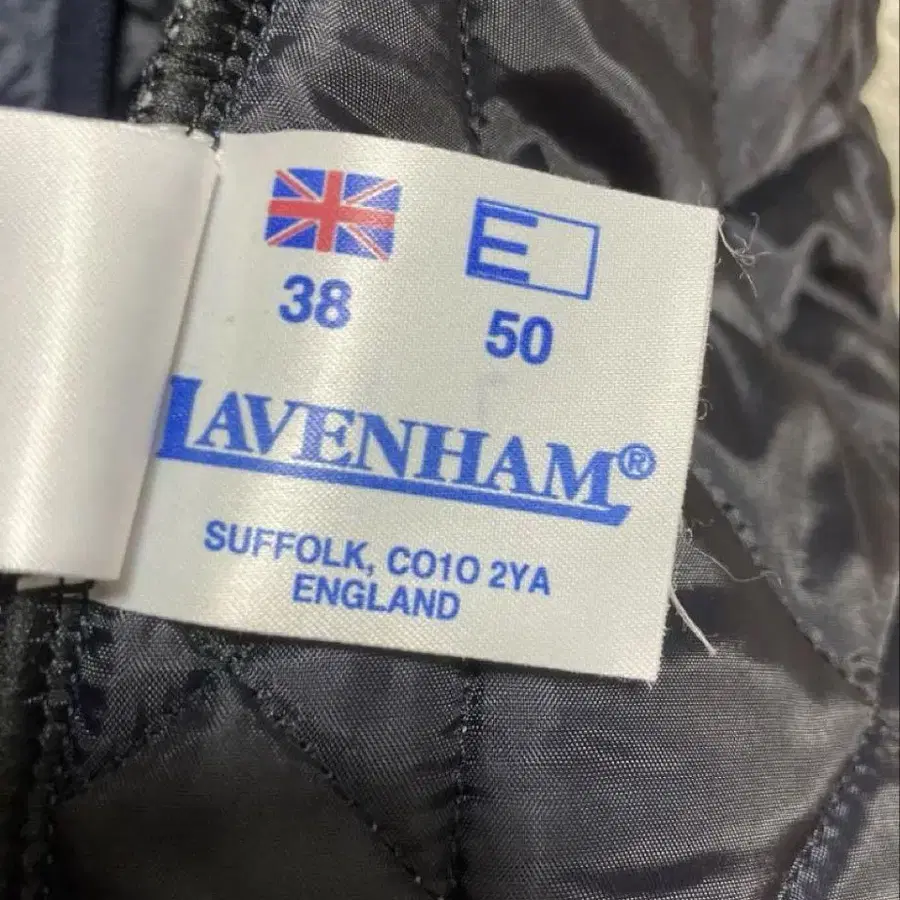 E
38
50
LAVENHAM®
SUFFOLK, CO10 2YA
ENGLAND